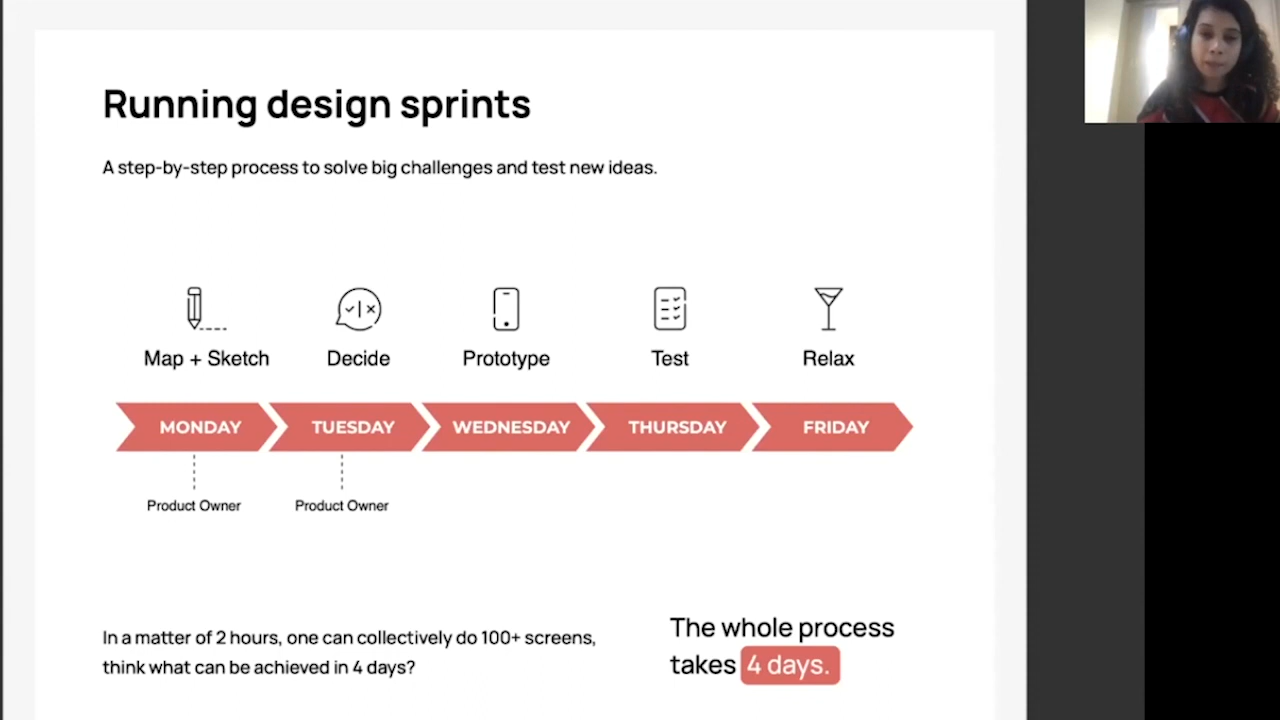 Running design sprints
A step-by-step process to solve big challenges and test new ideas.
Map + Sketch
Decide
Prototype
Test
Relax
MONDAY
TUESDAY
WEDNESDAY
THURSDAY
FRIDAY
Product Owner
Product Owner
In a matter of 2 hours, one can collectively do 100+ screens,
think what can be achieved in 4 days?
The whole process
takes 4 days.